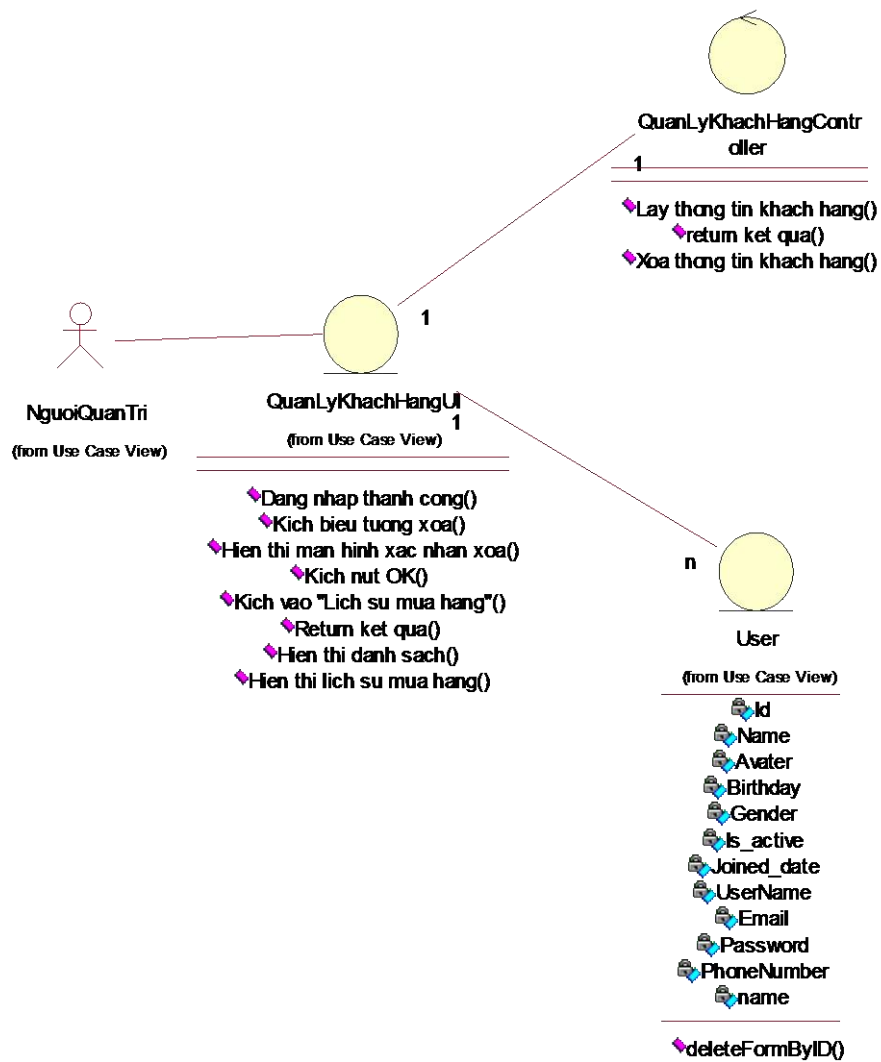 QuanLyKhachHangContr
oller
1
Lay thong tin khach hang()
return ket qua()
Xoa thong tin khach hang()
1
NguoiQuanTri
(from Use Case View)
QuanLyKhachHangUI
1
(from Use Case View)
Dang nhap thanh cong()
Kich bieu tuong xoa()
Hien thi man hinh xac nhan xoa()
Kich nut OK()
Kich vao "Lich su mua hang"()
Return ket qua()
Hien thi danh sach()
Hien thi lich su mua hang()
n
User
(from Use Case View)
Id
Name
Avater
Birthday
Gender
Is_active
Joined_date
UserName
Email
Password
PhoneNumber
name
deleteFormByID()